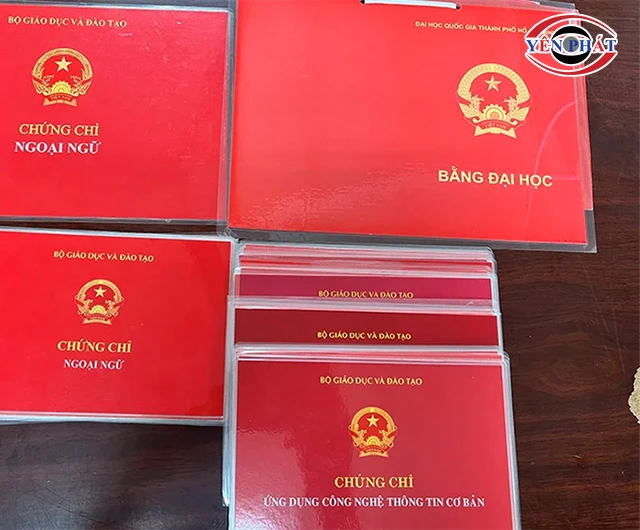 BỘ GIÁO DỤC VÀ ĐÀO TẠO
CHỨNG CHỈ
NGOẠI NGỮ
ĐẠI HỌC QUỐC GIA THÀNH PHỐ HỒ
BẰNG ĐẠI HỌC
YÊN PHÁT
BỘ GIÁO DỤC VÀ ĐÀO TẠO
CHỨNG CHỈ
NGOẠI NGỮ
BỘ GIÁO DỤC VÀ ĐÀO TẠO
BỘ GIÁO DỤC VÀ ĐÀO TẠO
BỘ GIÁO DỤC VÀ ĐÀO TẠO
CHỨNG CHỈ
ỨNG DỤNG CÔNG NGHỆ THÔNG TIN CƠ BẢN